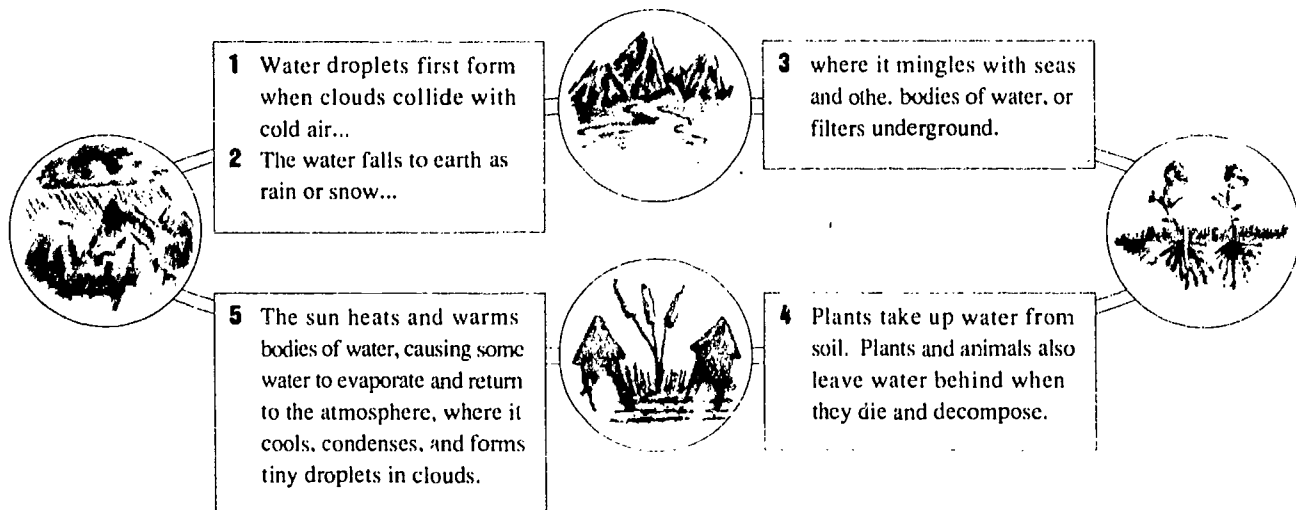 1 Water droplets first form
when clouds collide with
cold air...
2 The water falls to earth as
rain or snow...
3 where it mingles with seas
and othe. bodies of water, or
filters underground.
4 Plants take up water from
soil. Plants and animals also
leave water behind when
they die and decompose.
5 The sun heats and warms
bodies of water, causing some
water to evaporate and return
to the atmosphere, where it
cools, condenses, and forms
tiny droplets in clouds.